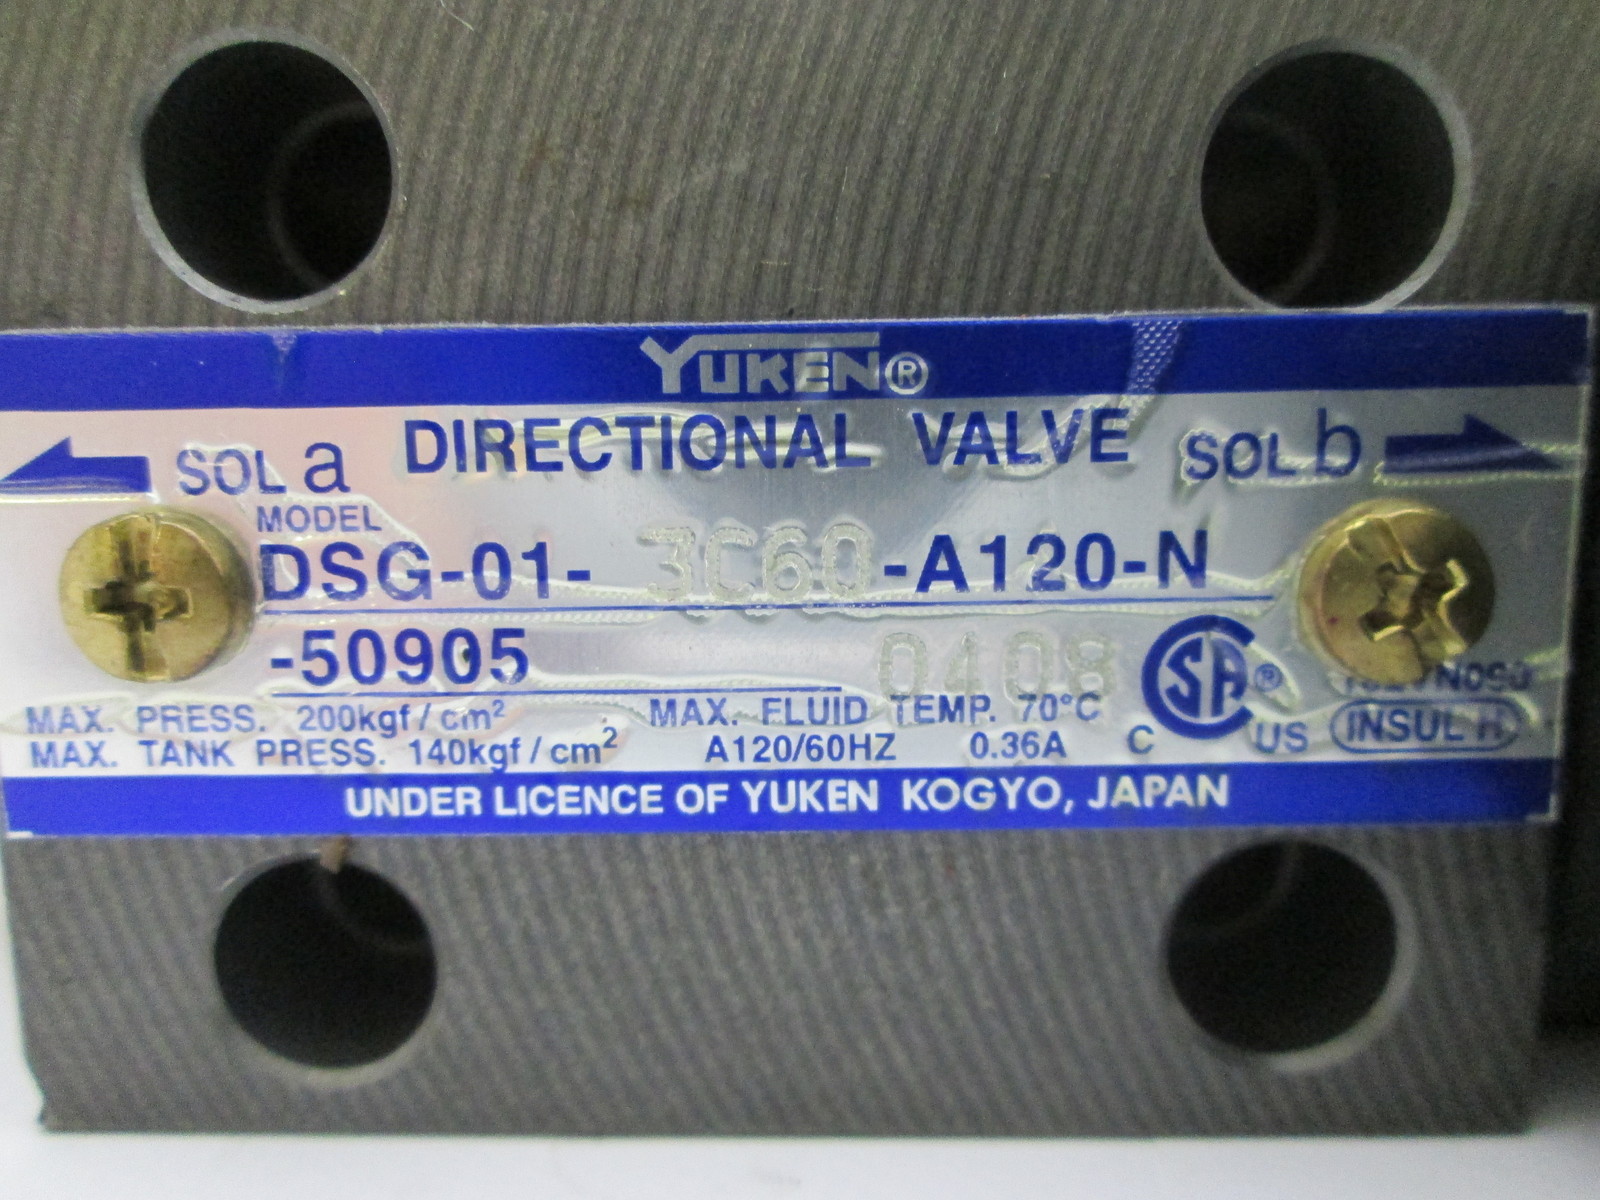 YUKEN®
SOL a DIRECTIONAL VALVE SOL b
MODEL
DSG-01-3C60-A120-N
-50905 0408
MAX. PRESS. 200kgf/cm² MAX. FLUID TEMP. 70°C
MAX. TANK PRESS. 140kgf/cm² A120/60HZ 0.36A C SA® US INSUL H
UNDER LICENCE OF YUKEN KOGYO, JAPAN